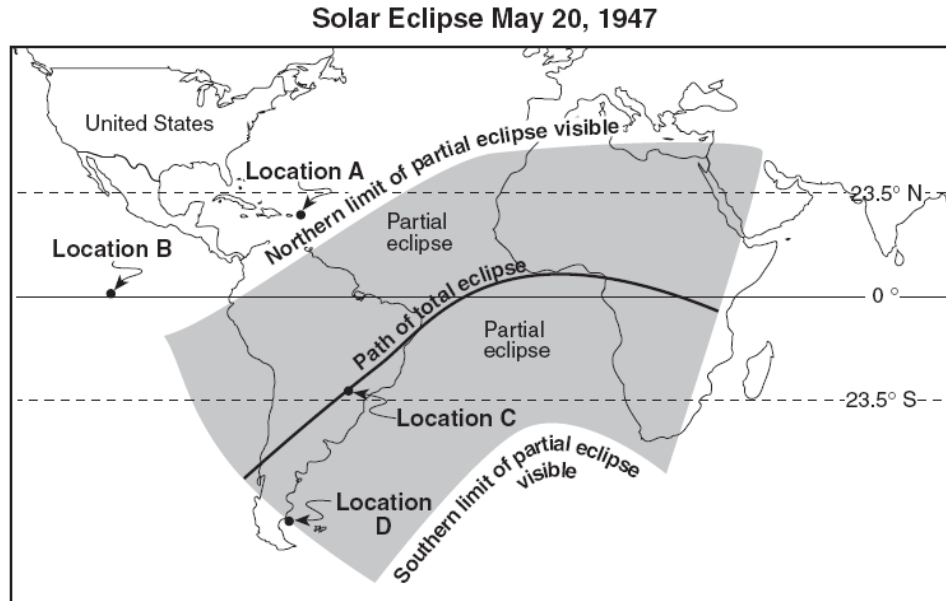 Solar Eclipse May 20, 1947
United States
Northern limit of partial eclipse visible
Location A
23.5° N
Partial
eclipse
Location B
Path of total eclipse
0°
Partial
eclipse
23.5° S
Location C
Location
D
Southern limit of partial eclipse
visible